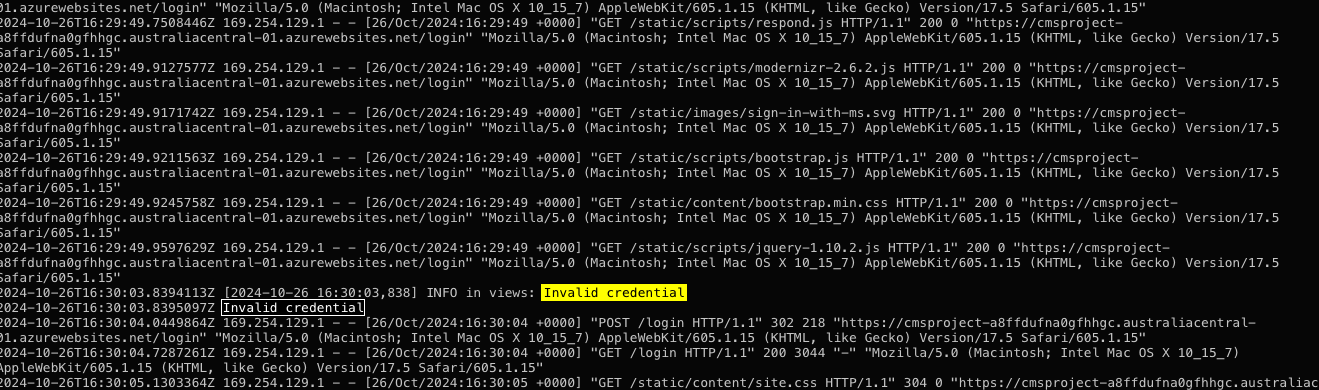 01.azurewebsites.net/login" "Mozilla/5.0 (Macintosh; Intel Mac OS X 10_15_7) AppleWebKit/605.1.15 (KHTML, like Gecko) Version/17.5 Safari/605.1.15"
2024-10-26T16:29:49.7508446Z 169.254.129.1 - - [26/Oct/2024:16:29:49 +0000] "GET /static/scripts/respond.js HTTP/1.1" 200 0 "https://cmsproject-
a8ffdufna0gfhhgc.australiacentral-01.azurewebsites.net/login" "Mozilla/5.0 (Macintosh; Intel Mac OS X 10_15_7) AppleWebKit/605.1.15 (KHTML, like Gecko) Version/17.5
Safari/605.1.15"
2024-10-26T16:29:49.9127577Z 169.254.129.1 - - [26/Oct/2024:16:29:49 +0000] "GET /static/scripts/modernizr-2.6.2.js HTTP/1.1" 200 0 "https://cmsproject-
a8ffdufna0gfhhgc.australiacentral-01.azurewebsites.net/login" "Mozilla/5.0 (Macintosh; Intel Mac OS X 10_15_7) AppleWebKit/605.1.15 (KHTML, like Gecko) Version/17.5
Safari/605.1.15"
2024-10-26T16:29:49.9171742Z 169.254.129.1 - - [26/Oct/2024:16:29:49 +0000] "GET /static/images/sign-in-with-ms.svg HTTP/1.1" 200 0 "https://cmsproject-
a8ffdufna0gfhhgc.australiacentral-01.azurewebsites.net/login" "Mozilla/5.0 (Macintosh; Intel Mac OS X 10_15_7) AppleWebKit/605.1.15 (KHTML, like Gecko) Version/17.5
Safari/605.1.15"
2024-10-26T16:29:49.9211563Z 169.254.129.1 - - [26/Oct/2024:16:29:49 +0000] "GET /static/scripts/bootstrap.js HTTP/1.1" 200 0 "https://cmsproject-
a8ffdufna0gfhhgc.australiacentral-01.azurewebsites.net/login" "Mozilla/5.0 (Macintosh; Intel Mac OS X 10_15_7) AppleWebKit/605.1.15 (KHTML, like Gecko) Version/17.5
Safari/605.1.15"
2024-10-26T16:29:49.9245758Z 169.254.129.1 - - [26/Oct/2024:16:29:49 +0000] "GET /static/content/bootstrap.min.css HTTP/1.1" 200 0 "https://cmsproject-
a8ffdufna0gfhhgc.australiacentral-01.azurewebsites.net/login" "Mozilla/5.0 (Macintosh; Intel Mac OS X 10_15_7) AppleWebKit/605.1.15 (KHTML, like Gecko) Version/17.5
Safari/605.1.15"
2024-10-26T16:29:49.9597629Z 169.254.129.1 - - [26/Oct/2024:16:29:49 +0000] "GET /static/scripts/jquery-1.10.2.js HTTP/1.1" 200 0 "https://cmsproject-
a8ffdufna0gfhhgc.australiacentral-01.azurewebsites.net/login" "Mozilla/5.0 (Macintosh; Intel Mac OS X 10_15_7) AppleWebKit/605.1.15 (KHTML, like Gecko) Version/17.5
Safari/605.1.15"
2024-10-26T16:30:03.8394113Z [2024-10-26 16:30:03,838] INFO in views: Invalid credential
2024-10-26T16:30:03.8395097Z Invalid credential
2024-10-26T16:30:04.0449864Z 169.254.129.1 - - [26/Oct/2024:16:30:04 +0000] "POST /login HTTP/1.1" 302 218 "https://cmsproject-a8ffdufna0gfhhgc.australiacentral-
01.azurewebsites.net/login" "Mozilla/5.0 (Macintosh; Intel Mac OS X 10_15_7) AppleWebKit/605.1.15 (KHTML, like Gecko) Version/17.5 Safari/605.1.15"
2024-10-26T16:30:04.7287261Z 169.254.129.1 - - [26/Oct/2024:16:30:04 +0000] "GET /login HTTP/1.1" 200 3044 "-" "Mozilla/5.0 (Macintosh; Intel Mac OS X 10_15_7)
AppleWebKit/605.1.15 (KHTML, like Gecko) Version/17.5 Safari/605.1.15"
2024-10-26T16:30:05.1303364Z 169.254.129.1 - - [26/Oct/2024:16:30:05 +0000] "GET /static/content/site.css HTTP/1.1" 304 0 "https://cmsproject-a8ffdufna0gfhhgc.australiac